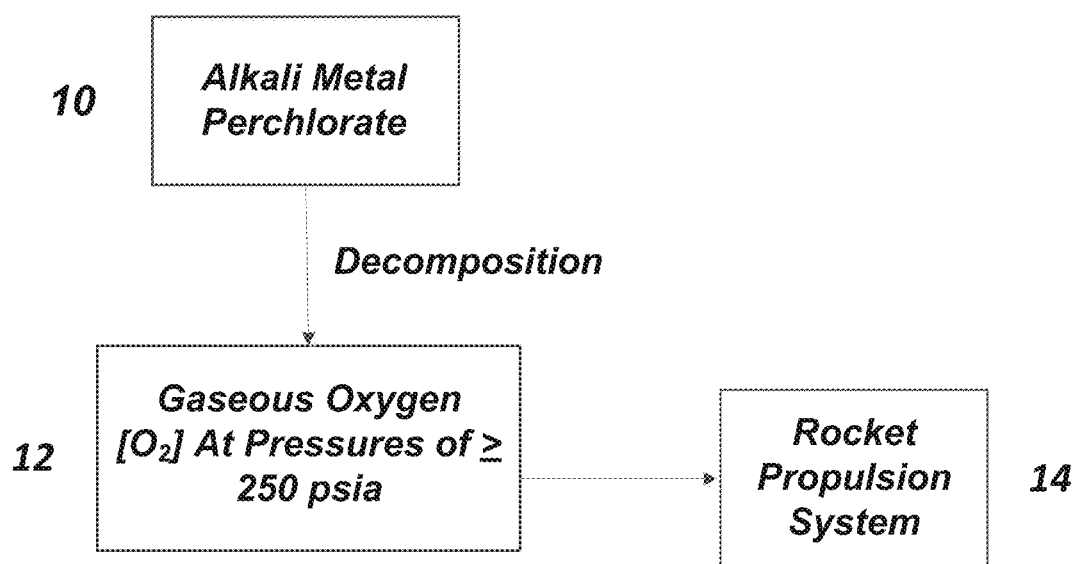 10
Alkali Metal
Perchlorate
Decomposition
12
Gaseous Oxygen
[O₂] At Pressures of ≥
250 psia
Rocket
Propulsion
System
14